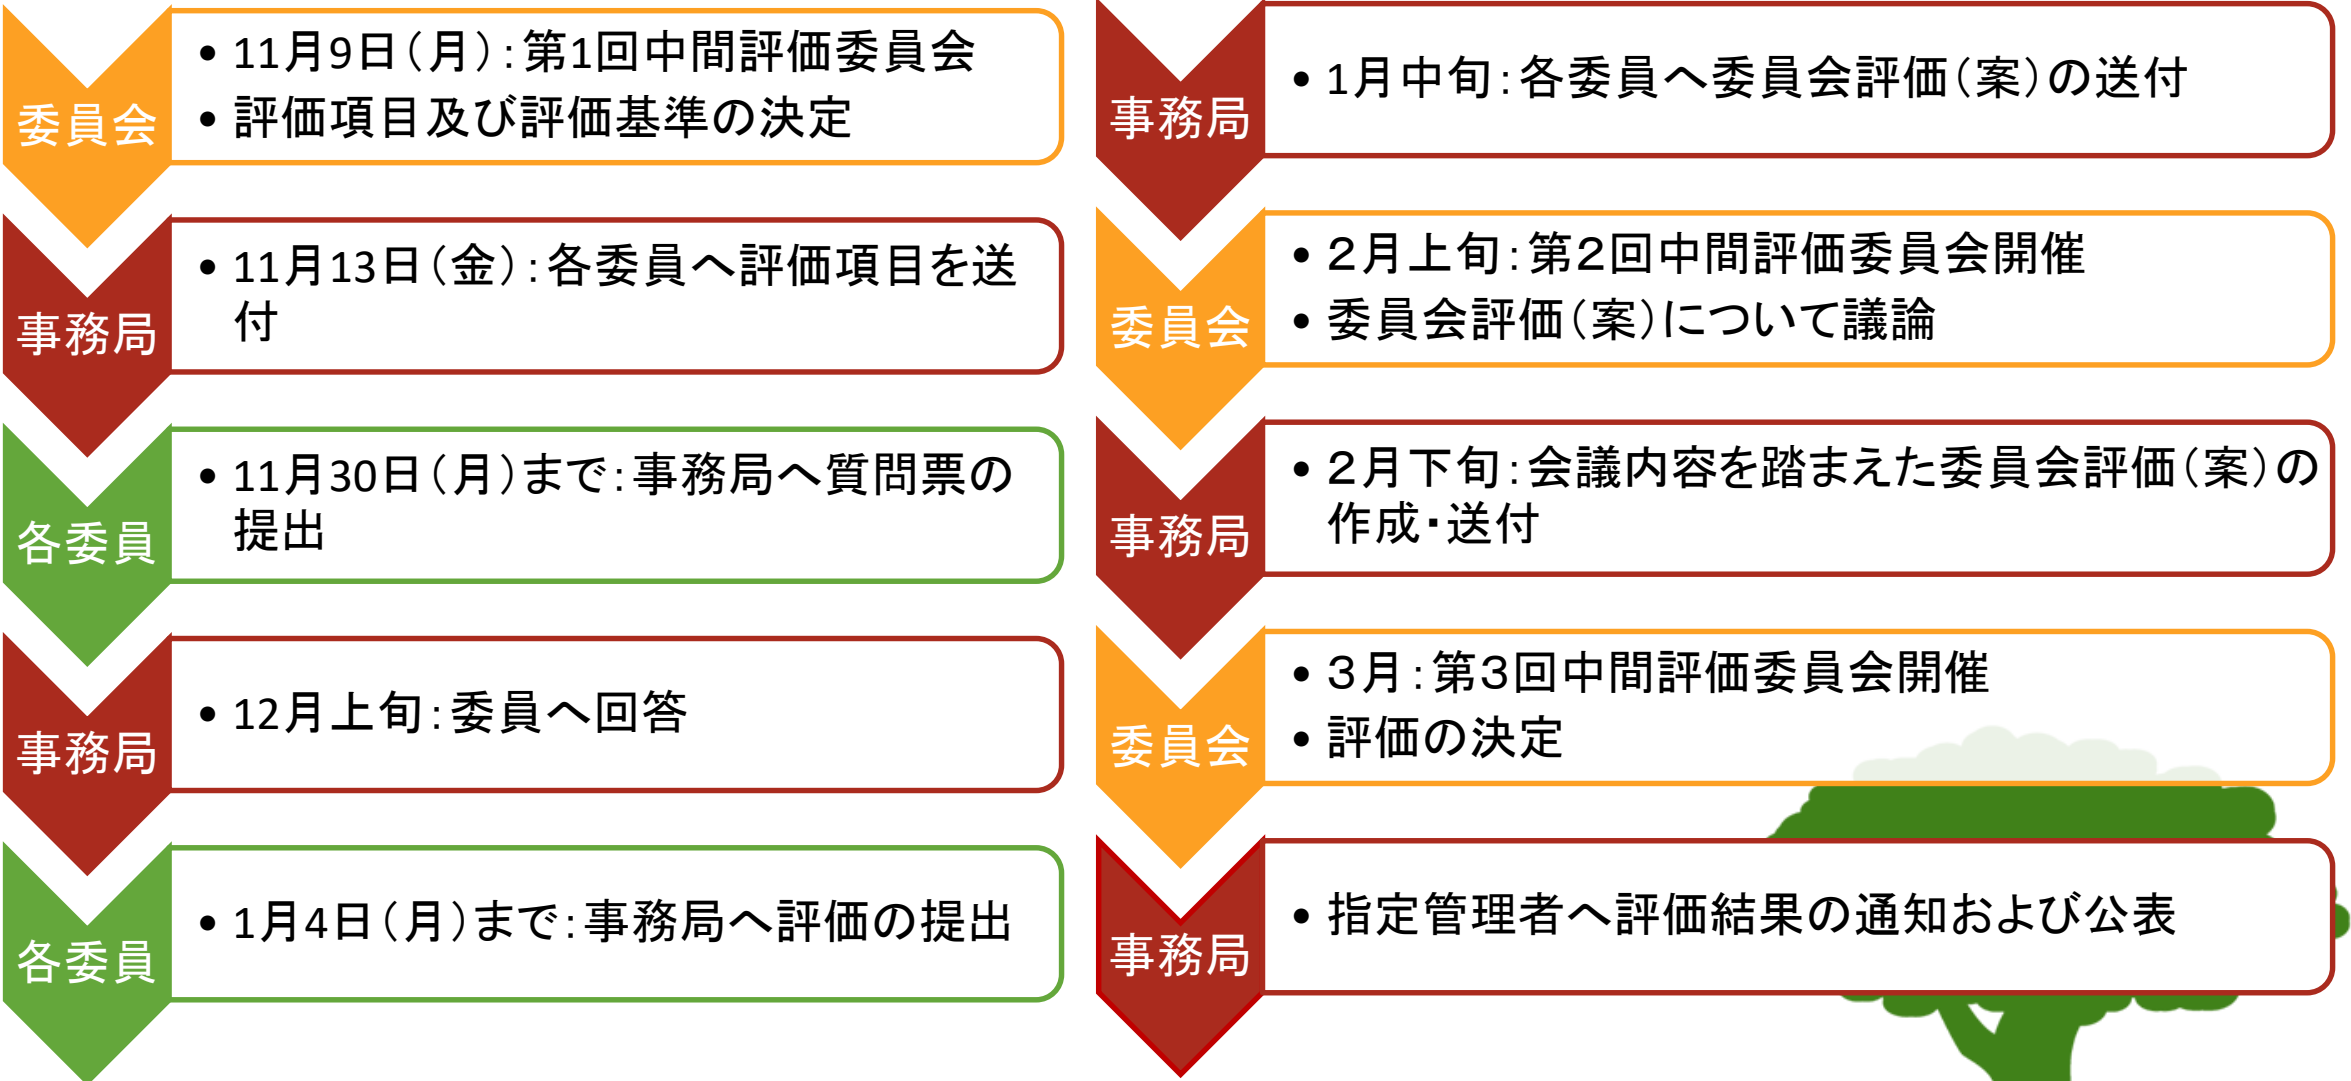 委員会
• 11月9日（月）：第1回中間評価委員会
• 評価項目及び評価基準の決定
事務局
• 11月13日（金）：各委員へ評価項目を送
付
各委員
• 11月30日（月）まで：事務局へ質問票の
提出
事務局
• 12月上旬：委員へ回答
各委員
• 1月4日（月）まで：事務局へ評価の提出
事務局
• 1月中旬：各委員へ委員会評価（案）の送付
委員会
• ２月上旬：第２回中間評価委員会開催
• 委員会評価（案）について議論
事務局
• ２月下旬：会議内容を踏まえた委員会評価（案）の
作成・送付
委員会
• ３月：第３回中間評価委員会開催
• 評価の決定
事務局
• 指定管理者へ評価結果の通知および公表